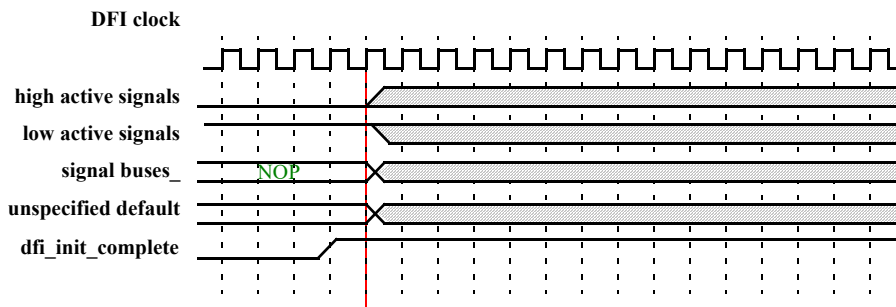 DFI clock
high active signals
low active signals
signal buses_
NOP
unspecified default
dfi_init_complete